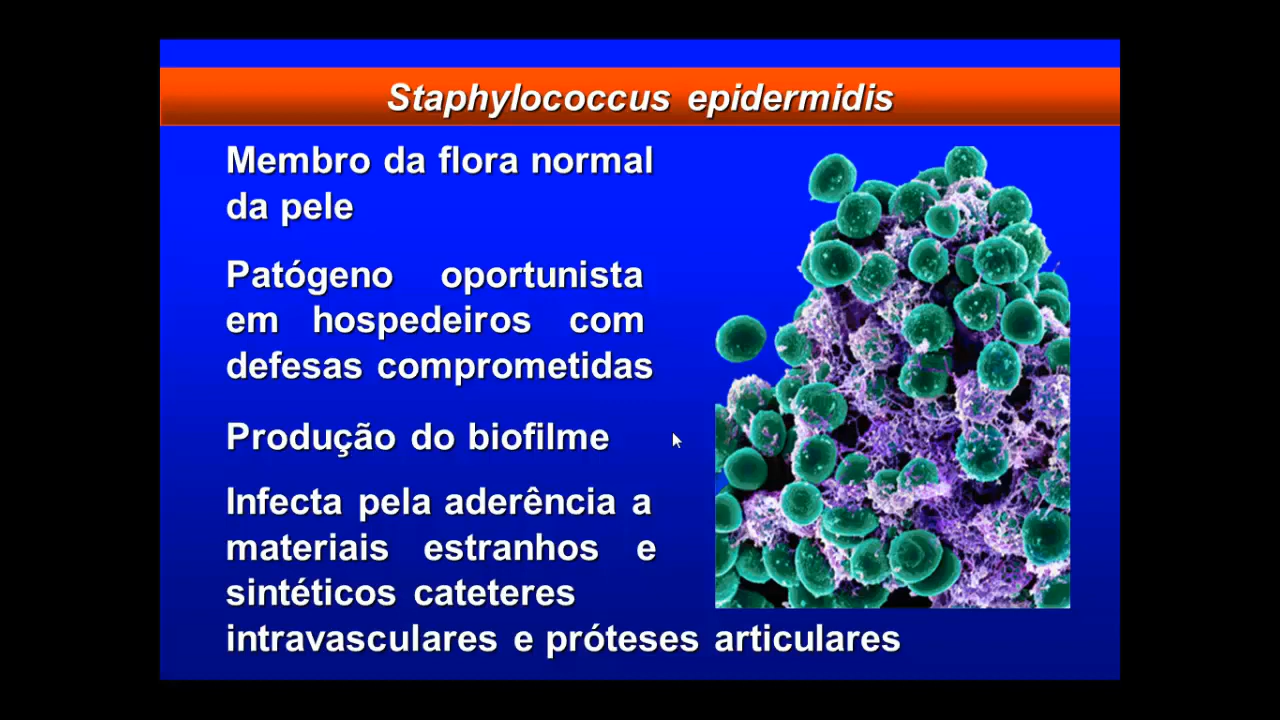 Staphylococcus epidermidis
Membro da flora normal
da pele
Patógeno oportunista
em hospedeiros com
defesas comprometidas
Produção do biofilme
Infecta pela aderência a
materiais estranhos e
sintéticos cateteres
intravasculares e próteses articulares